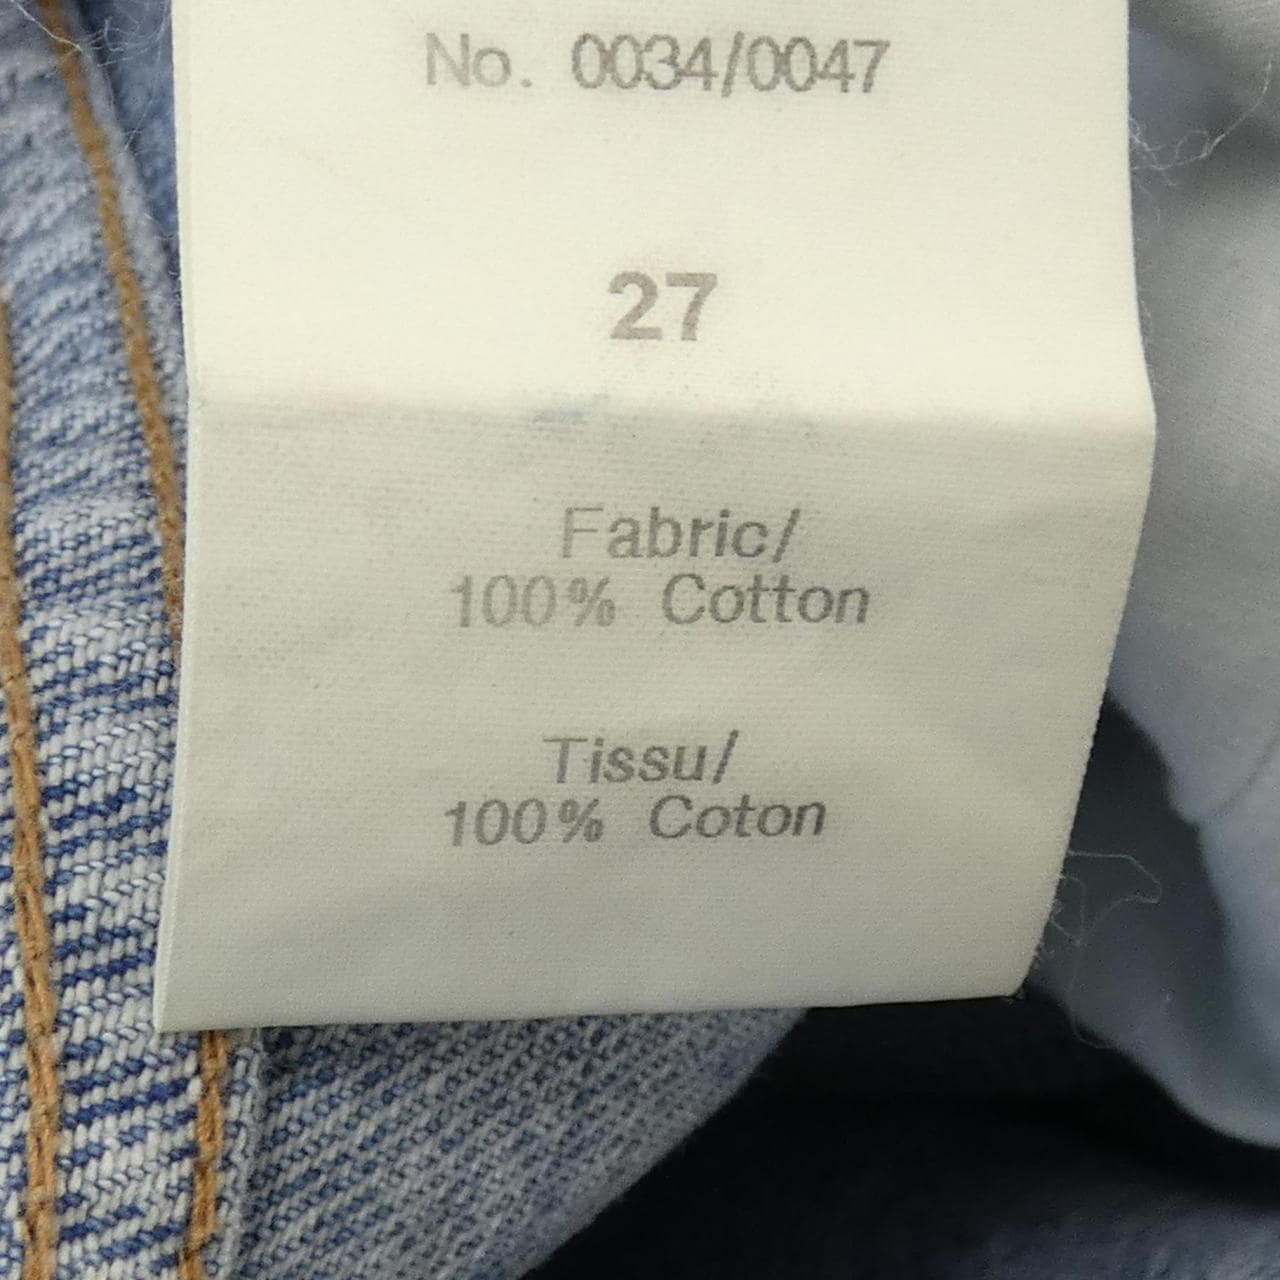 No. 0034/0047
27
Fabric/
100% Cotton
Tissu/
100% Coton